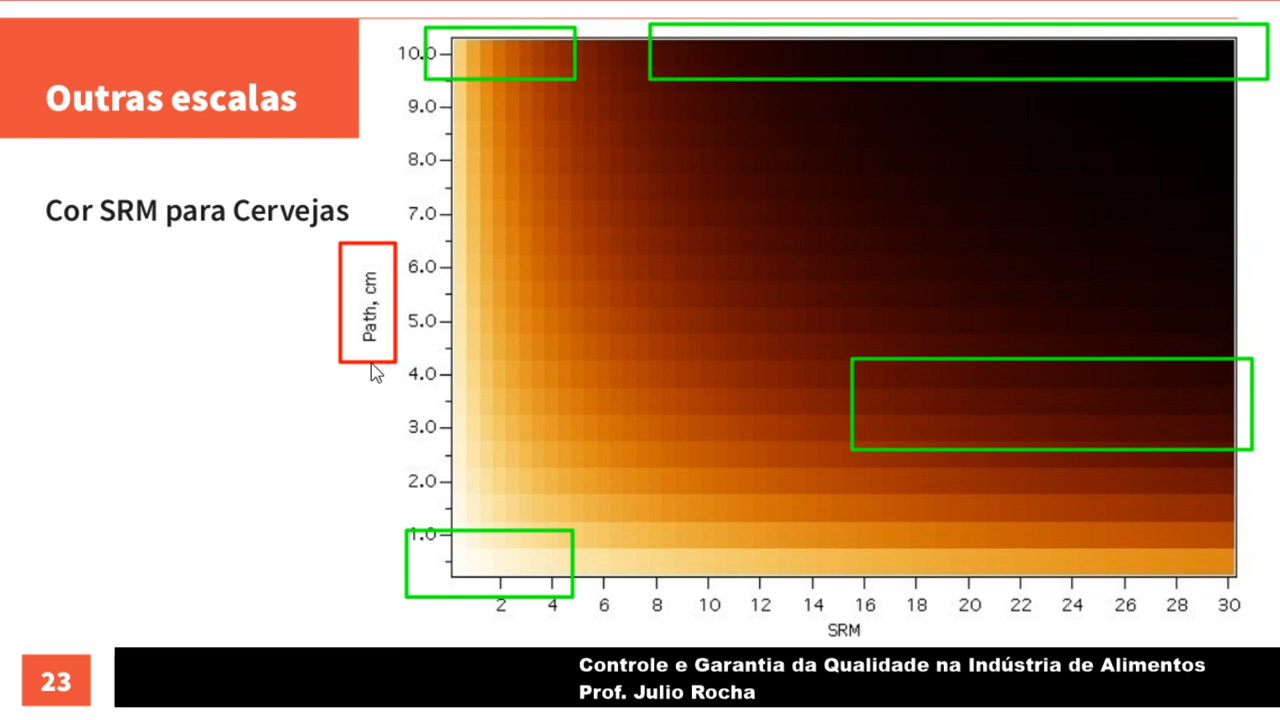 Outras escalas
Cor SRM para Cervejas
Path, cm
10.0
9.0
8.0
7.0
6.0
5.0
4.0
3.0
2.0
1.0
2 4 6 8 10 12 14 16 18 20 22 24 26 28 30
SRM
23
Controle e Garantia da Qualidade na Indústria de Alimentos
Prof. Julio Rocha